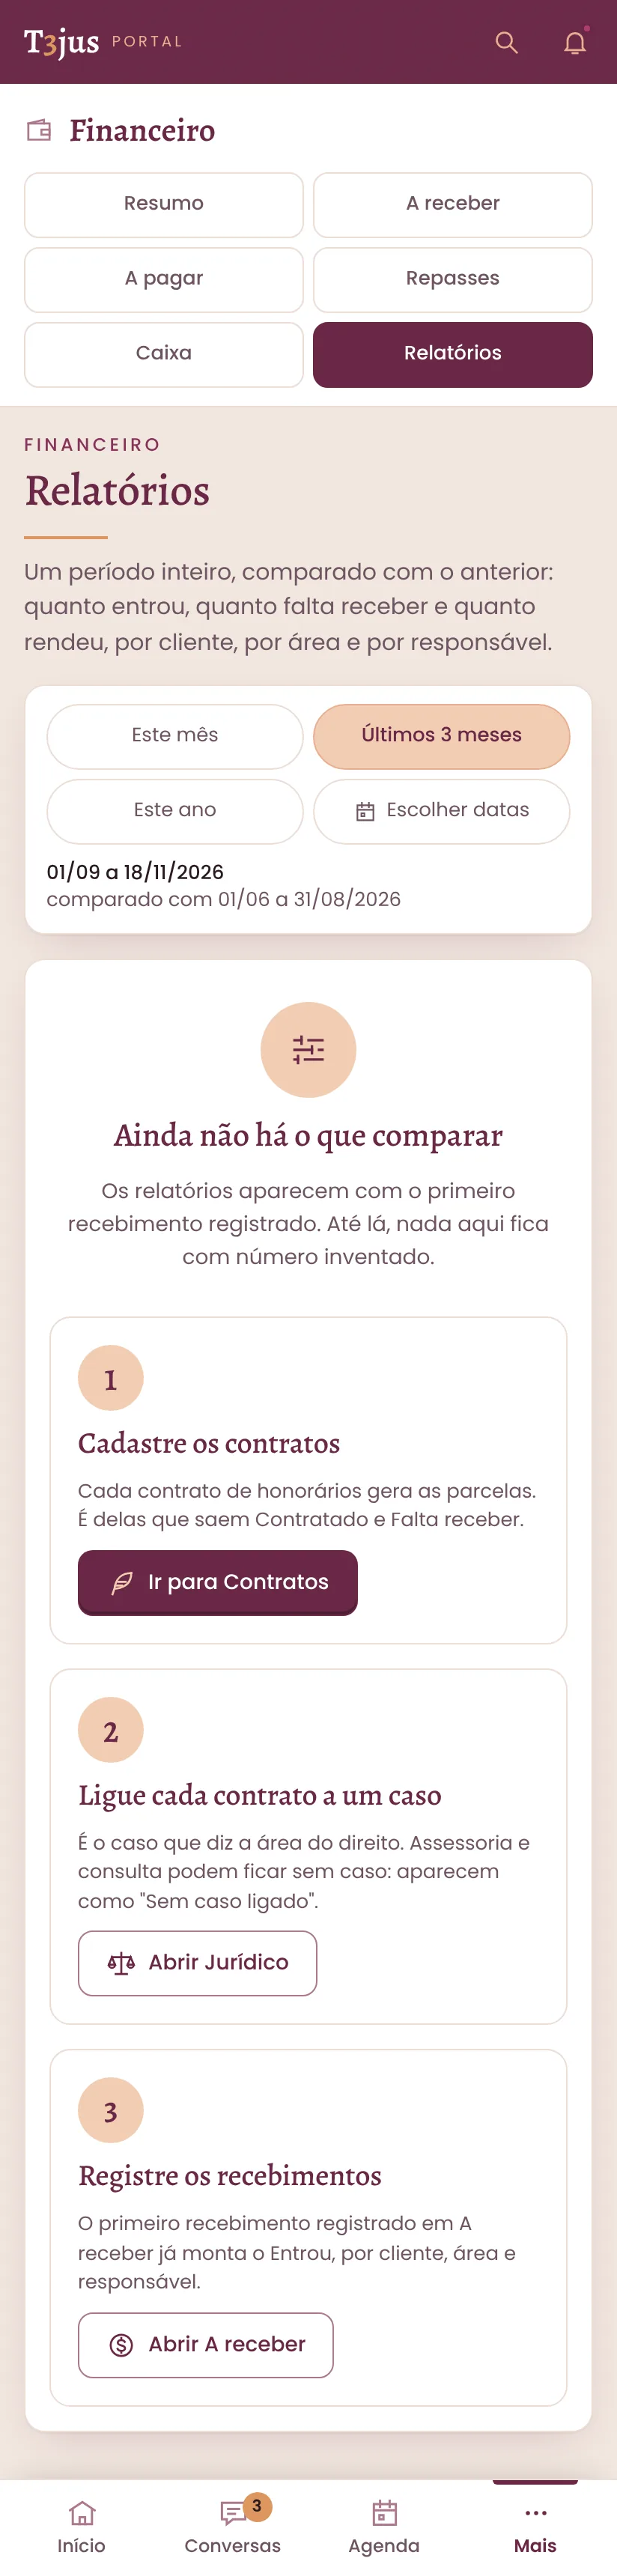 T3jus PORTAL
Financeiro
Resumo
A receber
A pagar
Repasses
Caixa
Relatórios
FINANCEIRO
Relatórios
Um período inteiro, comparado com o anterior:
quanto entrou, quanto falta receber e quanto
rendeu, por cliente, por área e por responsável.
Este mês
Últimos 3 meses
Este ano
Escolher datas
01/09 a 18/11/2026
comparado com 01/06 a 31/08/2026
Ainda não há o que comparar
Os relatórios aparecem com o primeiro
recebimento registrado. Até lá, nada aqui fica
com número inventado.
1
Cadastre os contratos
Cada contrato de honorários gera as parcelas.
É delas que saem Contratado e Falta receber.
Ir para Contratos
2
Ligue cada contrato a um caso
É o caso que diz a área do direito. Assessoria e
consulta podem ficar sem caso: aparecem
como "Sem caso ligado".
Abrir Jurídico
3
Registre os recebimentos
O primeiro recebimento registrado em A
receber já monta o Entrou, por cliente, área e
responsável.
Abrir A receber
Início
3
Conversas
Agenda
Mais